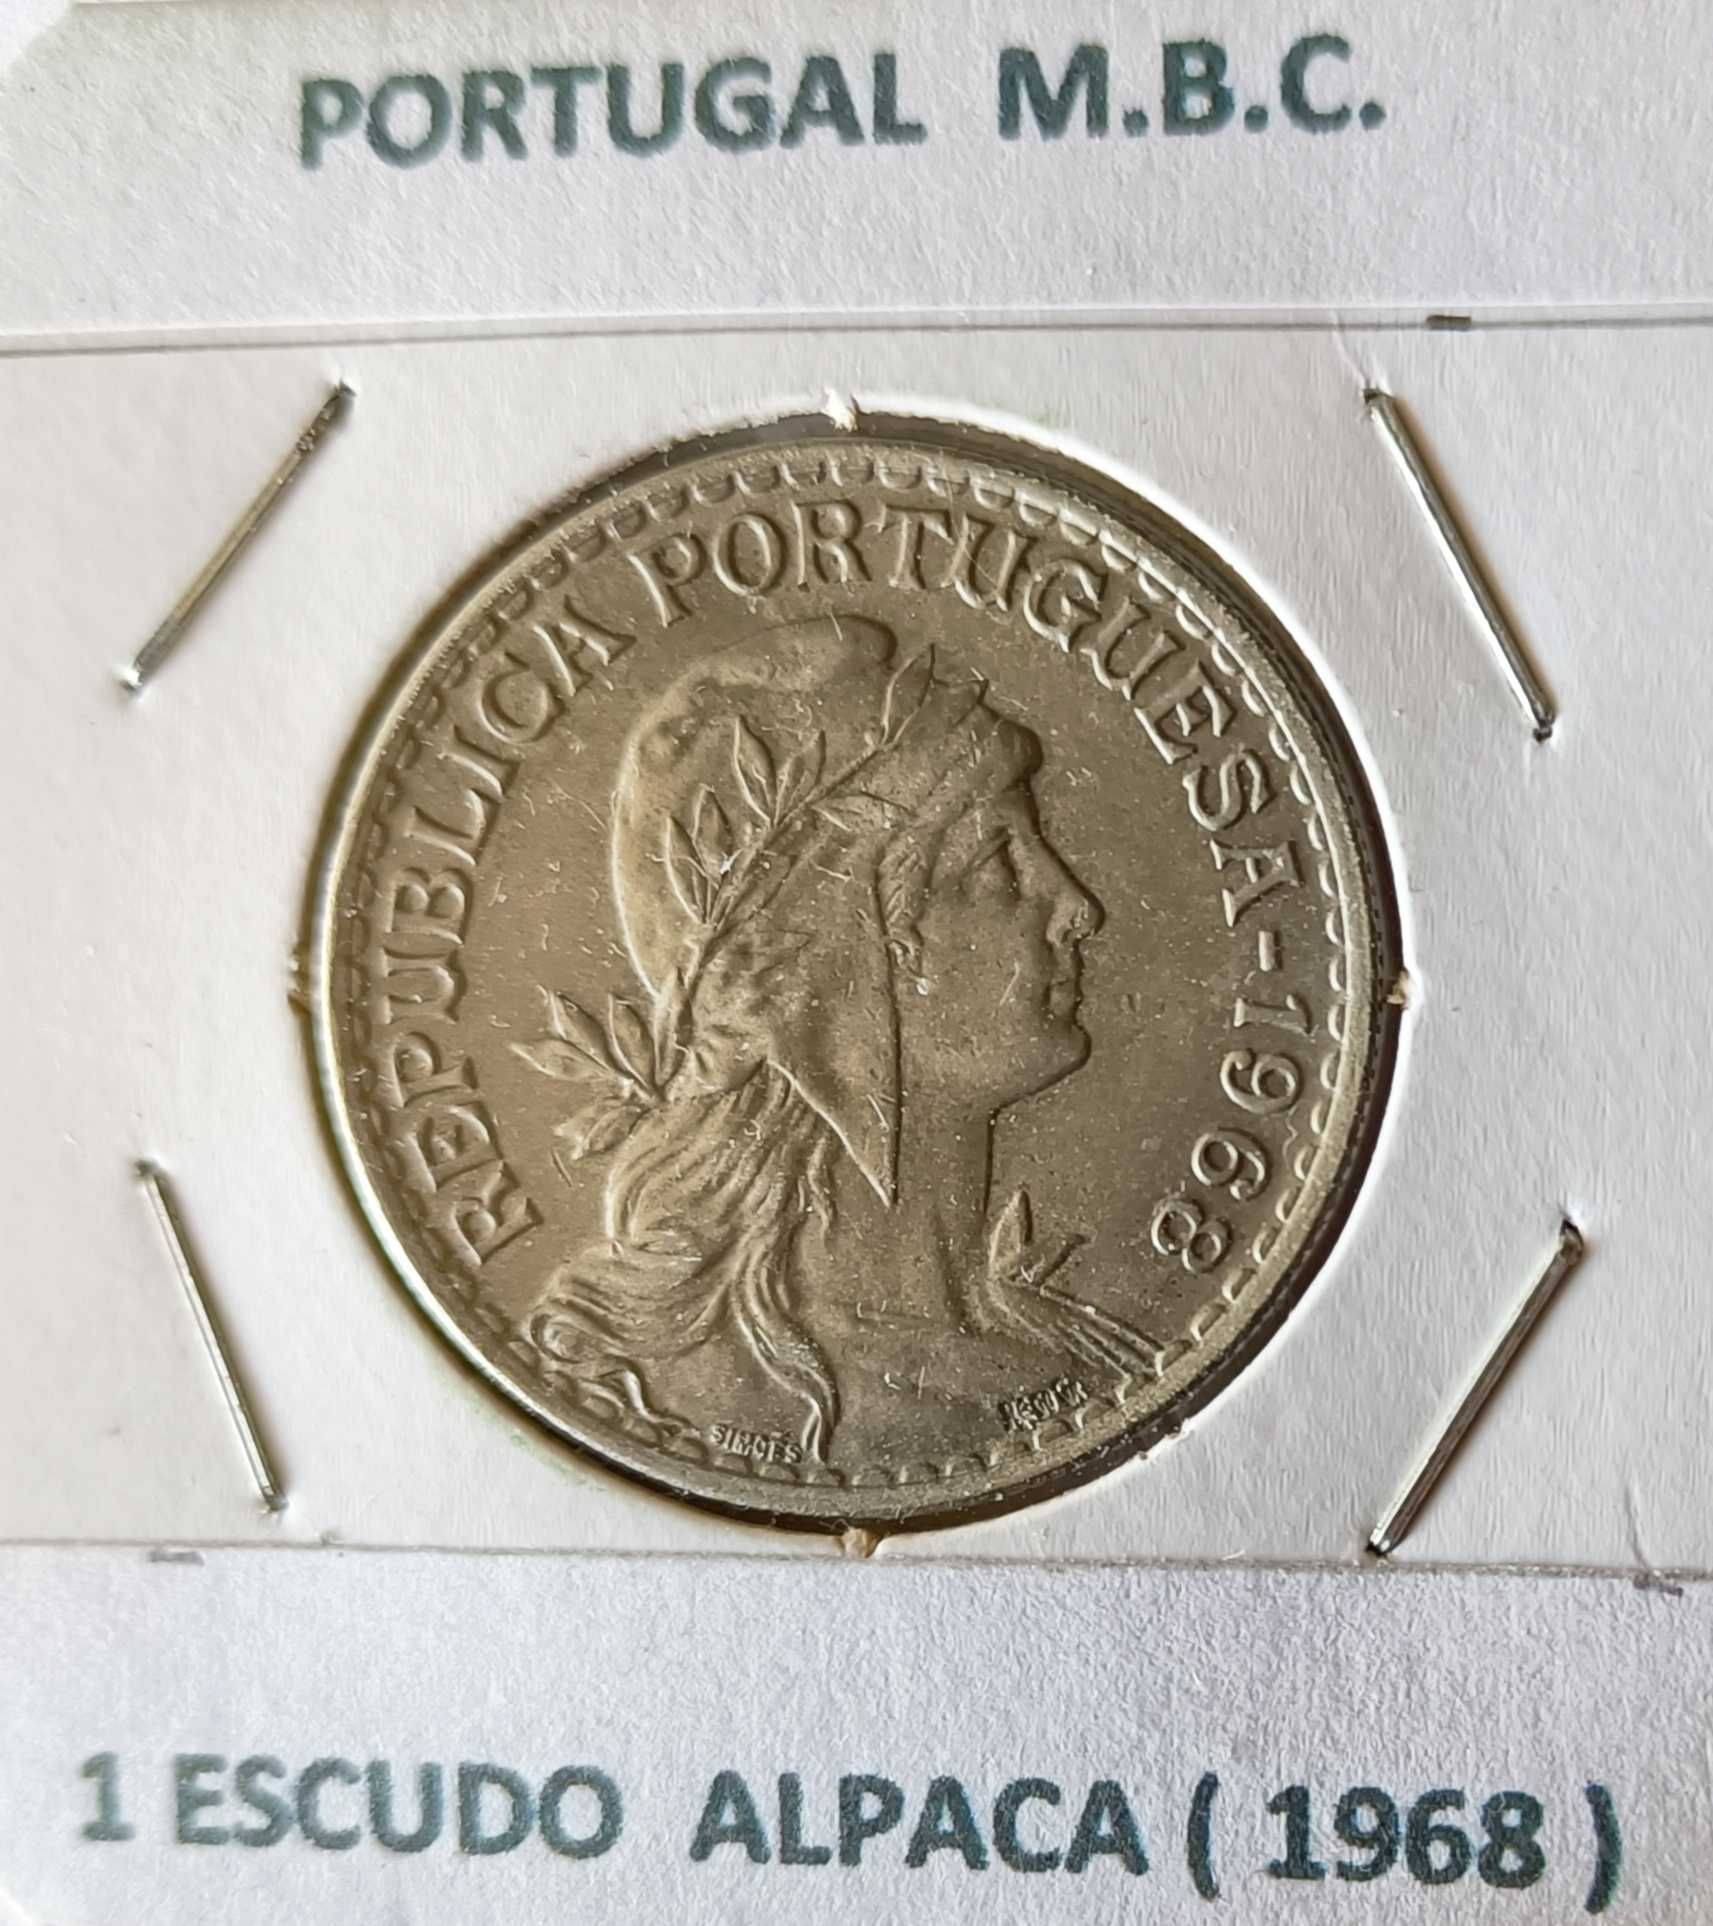 PORTUGAL M.B.C.
REPUBLICA PORTUGUESA-1968
SIMÕES
1 ESCUDO ALPACA ( 1968 )